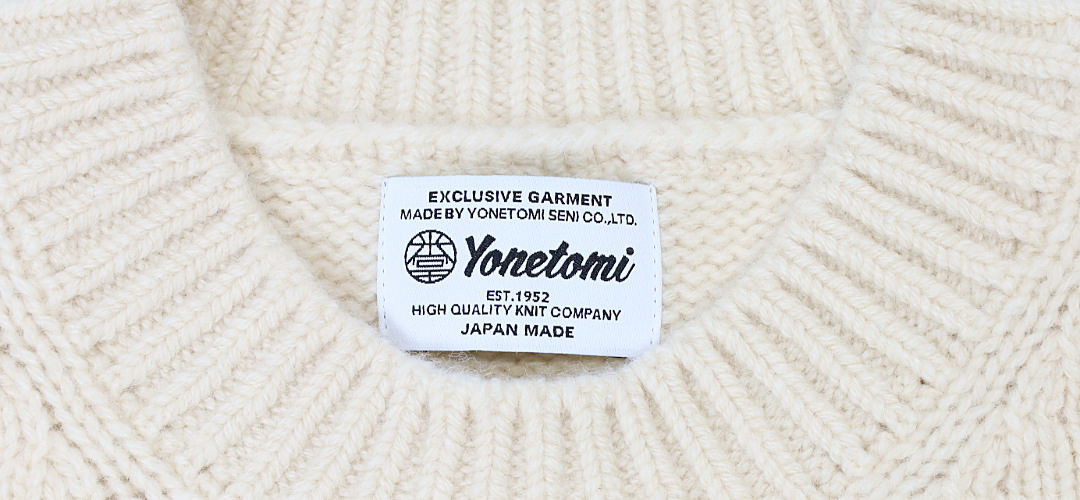 EXCLUSIVE GARMENT
MADE BY YONETOMI SENI CO.,LTD.
Yonetomi
EST.1952
HIGH QUALITY KNIT COMPANY
JAPAN MADE